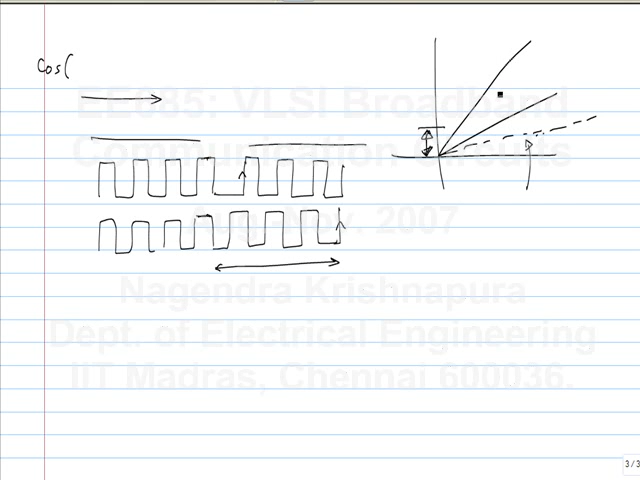 cos(
EE685: VLSI Broadband
Communication Circuits
Aug-Nov. 2007
Nagendra Krishnapura
Dept. of Electrical Engineering
IIT Madras, Chennai 600036.
3 / 3